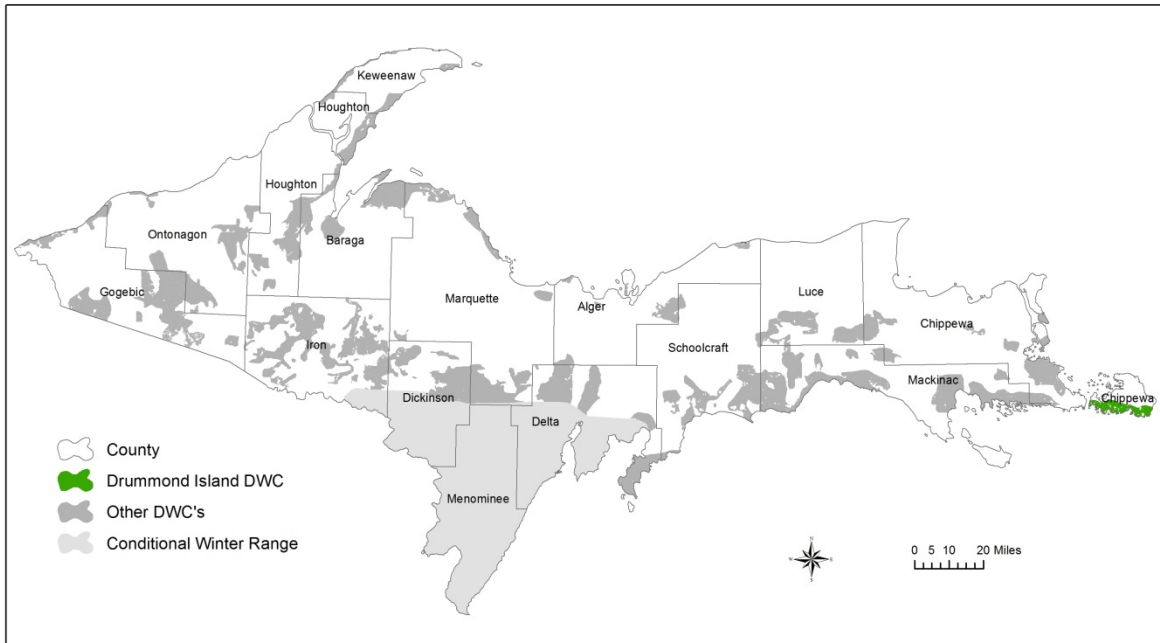 Keweenaw
Houghton
Houghton
Ontonagon
Baraga
Gogebic
Marquette
Alger
Luce
Chippewa
Iron
Schoolcraft
Mackinac
Dickinson
Chippewa
Delta
Menominee
County
Drummond Island DWC
Other DWC's
Conditional Winter Range
N
W
E
S
0 5 10 20 Miles